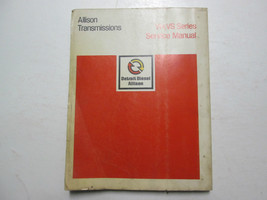 Allison
Transmissions
Series
Service Manual
Detroit Diesel
Allison